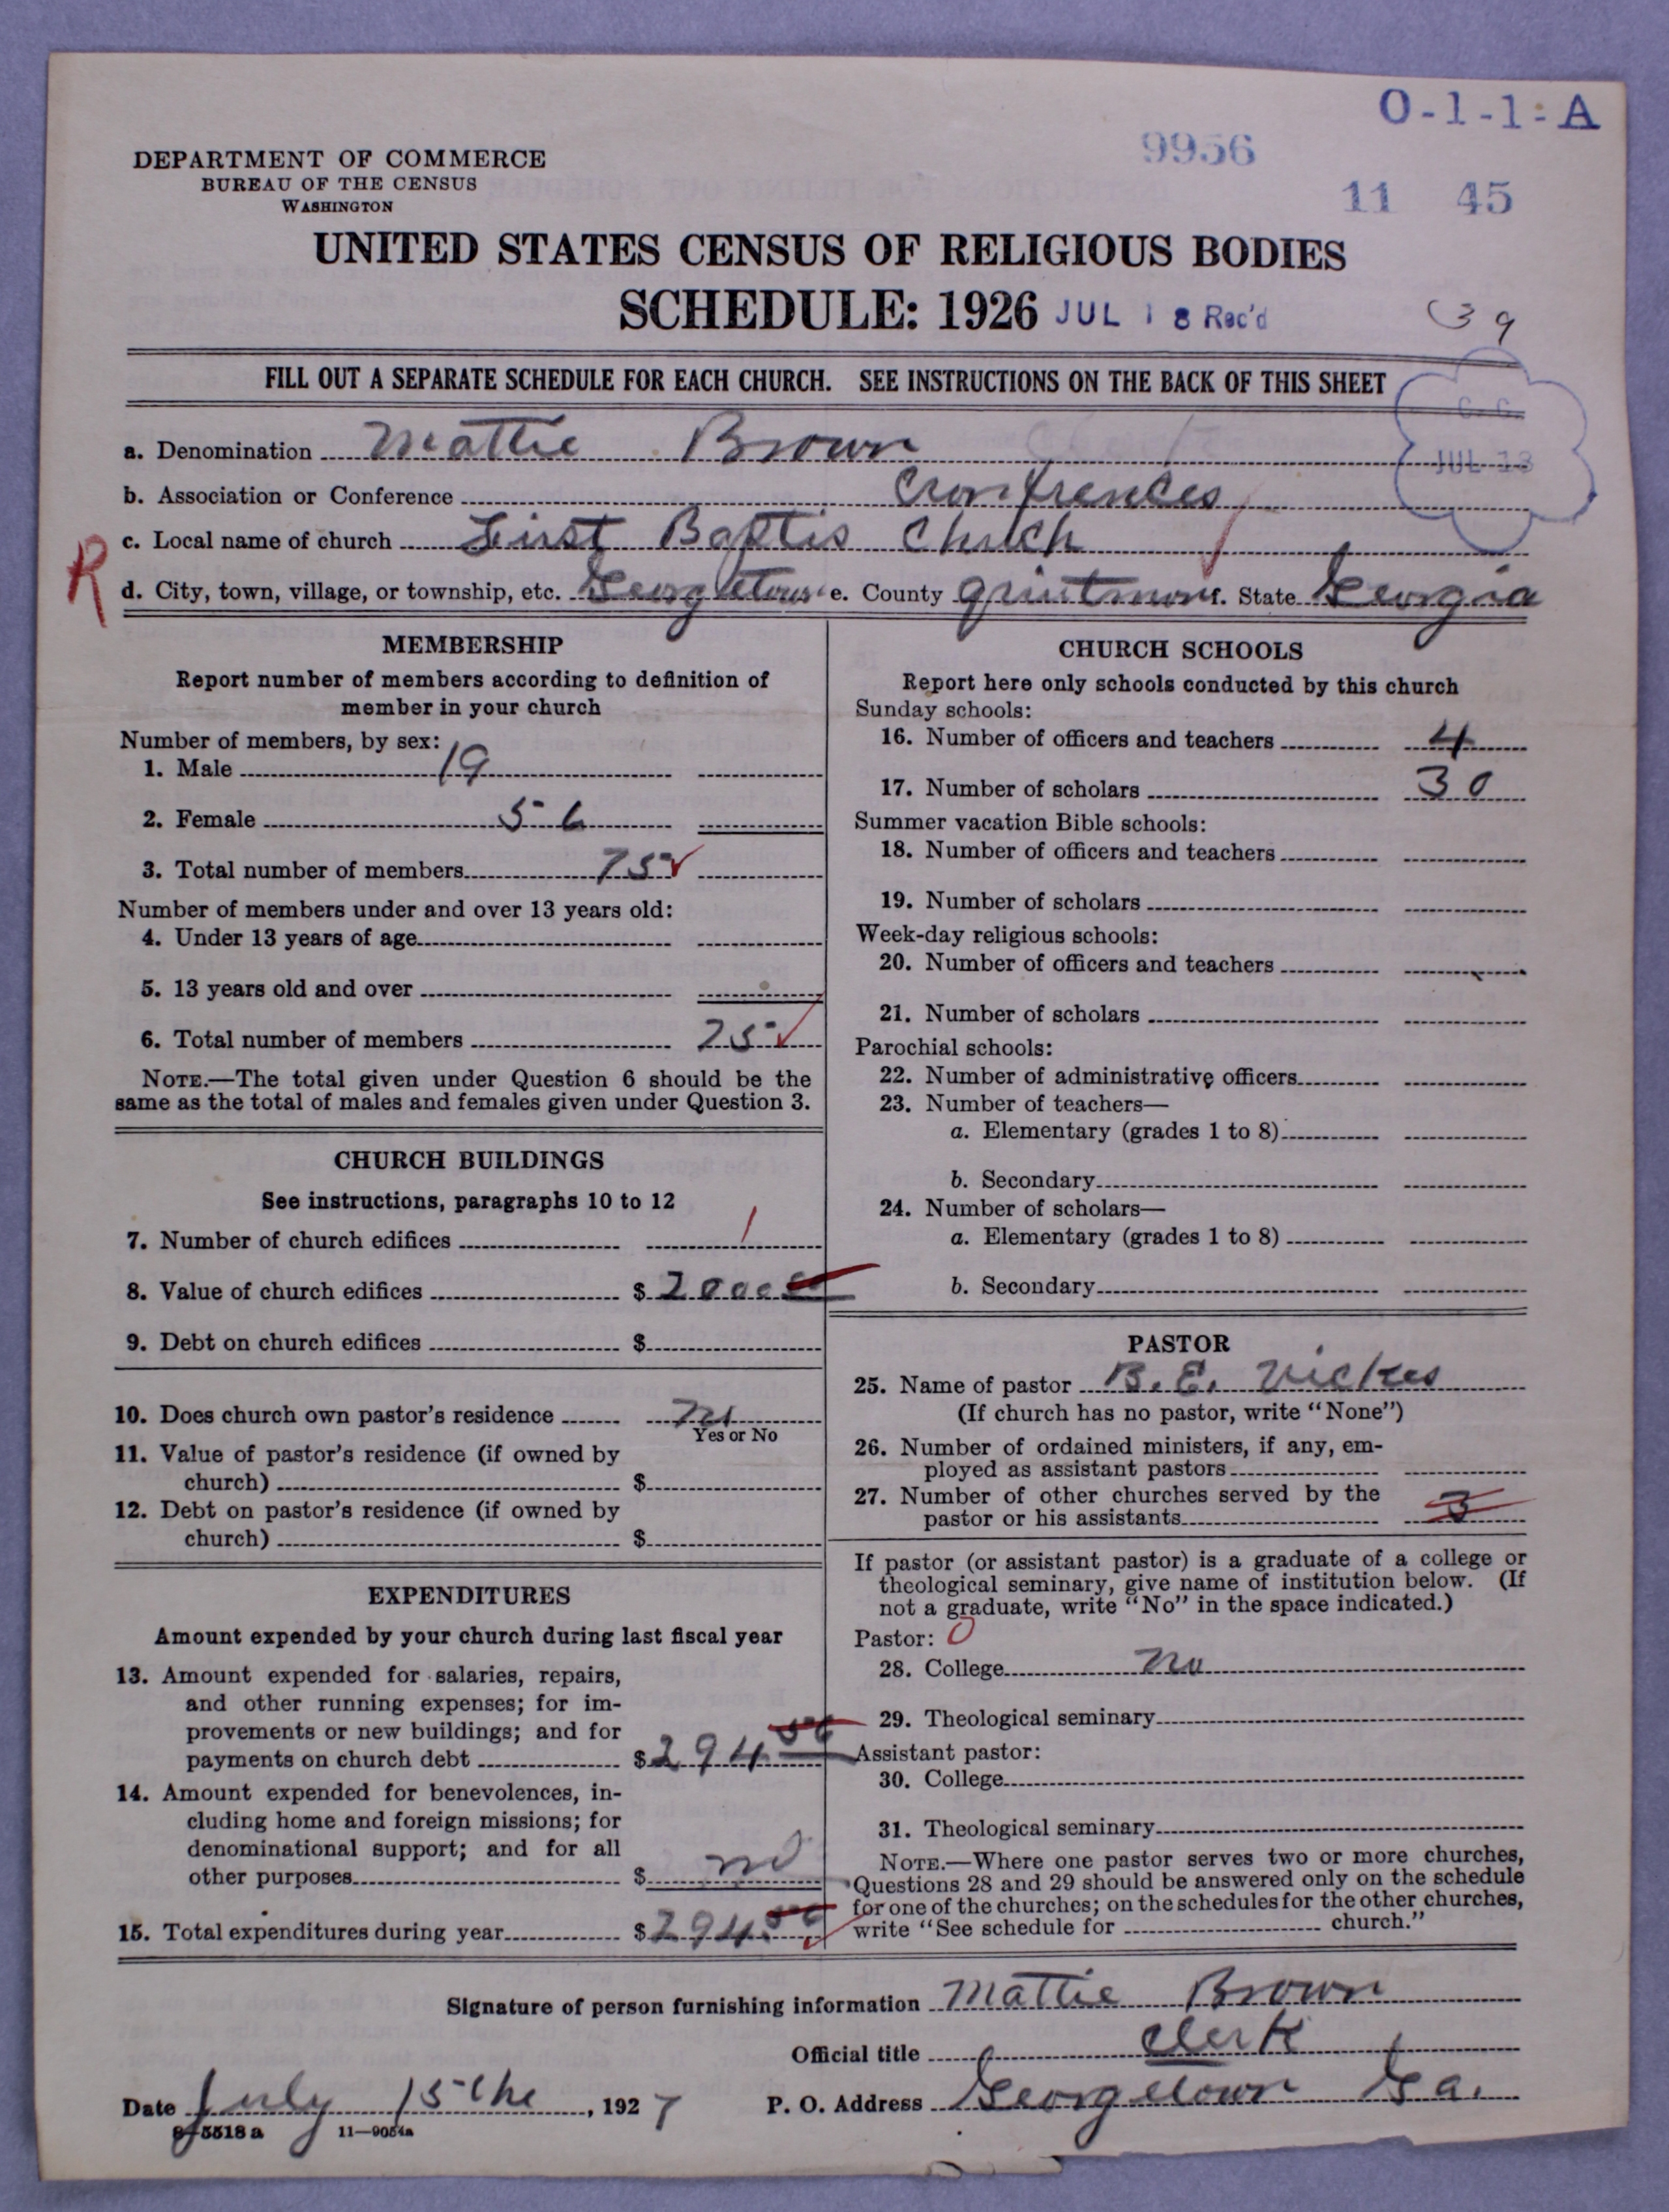 O-1-1-A
9956
11 45
DEPARTMENT OF COMMERCE
BUREAU OF THE CENSUS
WASHINGTON
UNITED STATES CENSUS OF RELIGIOUS BODIES
SCHEDULE: 1926 JUL 18 Rec'd
39
FILL OUT A SEPARATE SCHEDULE FOR EACH CHURCH. SEE INSTRUCTIONS ON THE BACK OF THIS SHEET
C. C.
JUL 13
a. Denomination Mattie Brown
b. Association or Conference
c. Local name of church First Baptis Chuch
R
d. City, town, village, or township, etc. Georgetown e. County f. State Georgia
MEMBERSHIP
Report number of members according to definition of
member in your church
Number of members, by sex:
1. Male 19
2. Female 56
3. Total number of members 75
Number of members under and over 13 years old:
4. Under 13 years of age
5. 13 years old and over
6. Total number of members 75
NOTE.—The total given under Question 6 should be the
same as the total of males and females given under Question 3.
CHURCH BUILDINGS
See instructions, paragraphs 10 to 12
7. Number of church edifices 1
8. Value of church edifices $ 2000
9. Debt on church edifices $
10. Does church own pastor's residence no
Yes or No
11. Value of pastor's residence (if owned by
church) $
12. Debt on pastor's residence (if owned by
church) $
EXPENDITURES
Amount expended by your church during last fiscal year
13. Amount expended for salaries, repairs,
and other running expenses; for im-
provements or new buildings; and for
payments on church debt $ 294 50
14. Amount expended for benevolences, in-
cluding home and foreign missions; for
denominational support; and for all
other purposes $ no
15. Total expenditures during year $ 294.50
CHURCH SCHOOLS
Report here only schools conducted by this church
Sunday schools:
16. Number of officers and teachers 4
17. Number of scholars 30
Summer vacation Bible schools:
18. Number of officers and teachers
19. Number of scholars
Week-day religious schools:
20. Number of officers and teachers
21. Number of scholars
Parochial schools:
22. Number of administrative officers
23. Number of teachers—
a. Elementary (grades 1 to 8)
b. Secondary
24. Number of scholars—
a. Elementary (grades 1 to 8)
b. Secondary
PASTOR
25. Name of pastor B. E. Vickes
(If church has no pastor, write "None")
26. Number of ordained ministers, if any, em-
ployed as assistant pastors
27. Number of other churches served by the
pastor or his assistants 3
If pastor (or assistant pastor) is a graduate of a college or
theological seminary, give name of institution below. (If
not a graduate, write "No" in the space indicated.)
Pastor: 0
28. College no
29. Theological seminary
Assistant pastor:
30. College
31. Theological seminary
NOTE.—Where one pastor serves two or more churches,
Questions 28 and 29 should be answered only on the schedule
for one of the churches; on the schedules for the other churches,
write "See schedule for church."
Signature of person furnishing information Mattie Brown
Official title Clerk
Date July 15 the, 1927 P. O. Address Georgetown Ga.
8-5518 a 11—9054a